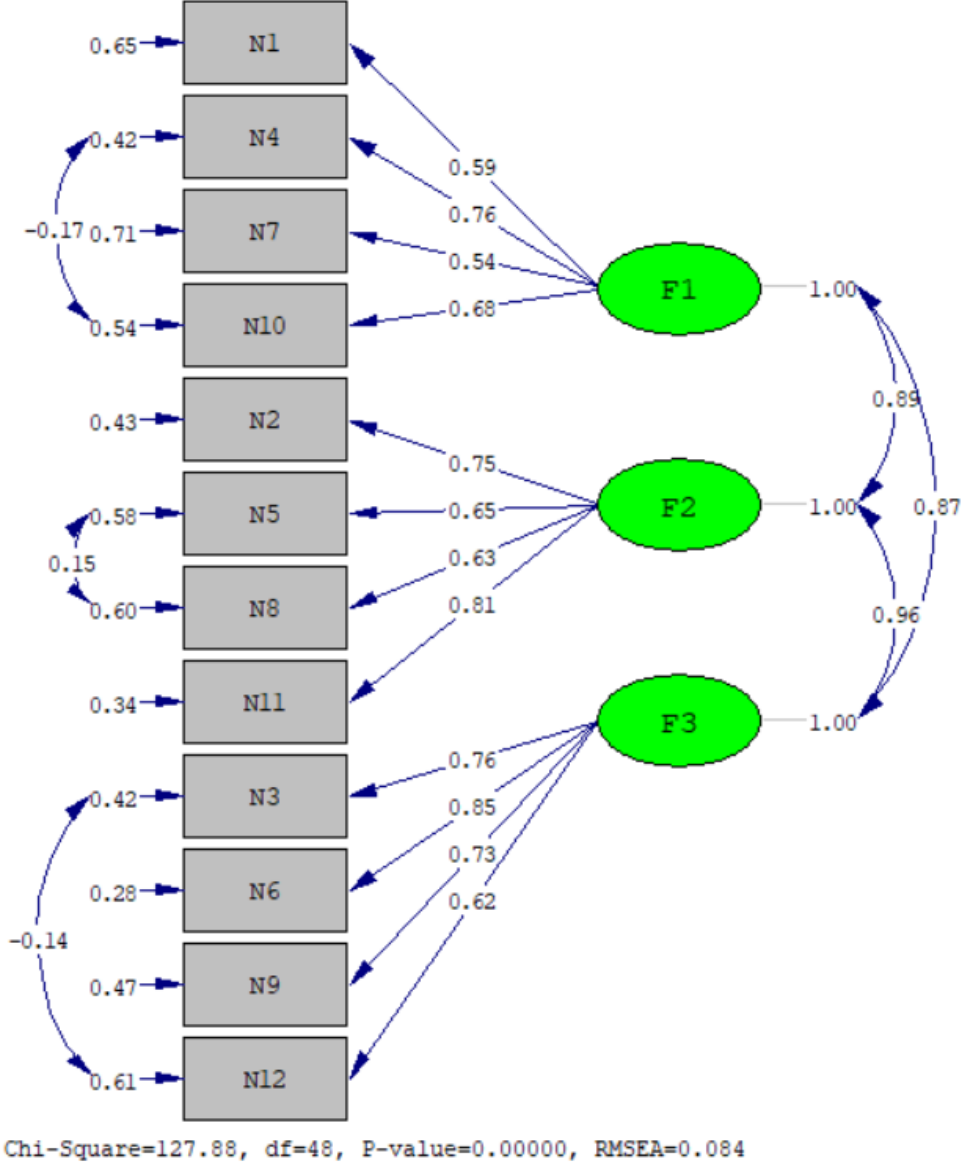 0.65 N1
0.59
0.42 N4
0.76
-0.17 0.71 N7
0.54
F1 1.00
0.68
0.54 N10
0.89
0.43 N2
0.75
0.58 N5
0.65
F2 1.00
0.87
0.15
0.63
0.60 N8
0.81
0.96
0.34 N11
F3 1.00
0.76
0.42 N3
0.85
0.73
0.28 N6
0.62
-0.14
0.47 N9
0.61 N12
Chi-Square=127.88, df=48, P-value=0.00000, RMSEA=0.084